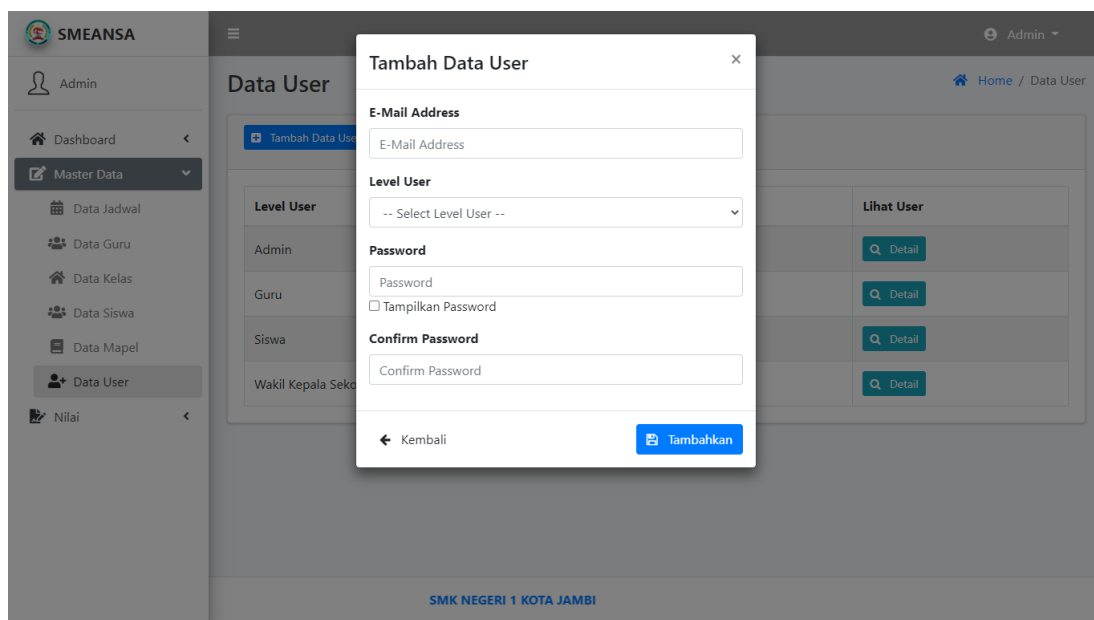 SMEANSA
Admin
Admin
Dashboard
Master Data
Data Jadwal
Data Guru
Data Kelas
Data Siswa
Data Mapel
Data User
Nilai
Data User
Home / Data User
Tambah Data Use
Level User
Lihat User
Admin
Detail
Guru
Detail
Siswa
Detail
Wakil Kepala Seko
Detail
Tambah Data User
×
E-Mail Address
E-Mail Address
Level User
-- Select Level User --
Password
Password
Tampilkan Password
Confirm Password
Confirm Password
Kembali
Tambahkan
SMK NEGERI 1 KOTA JAMBI